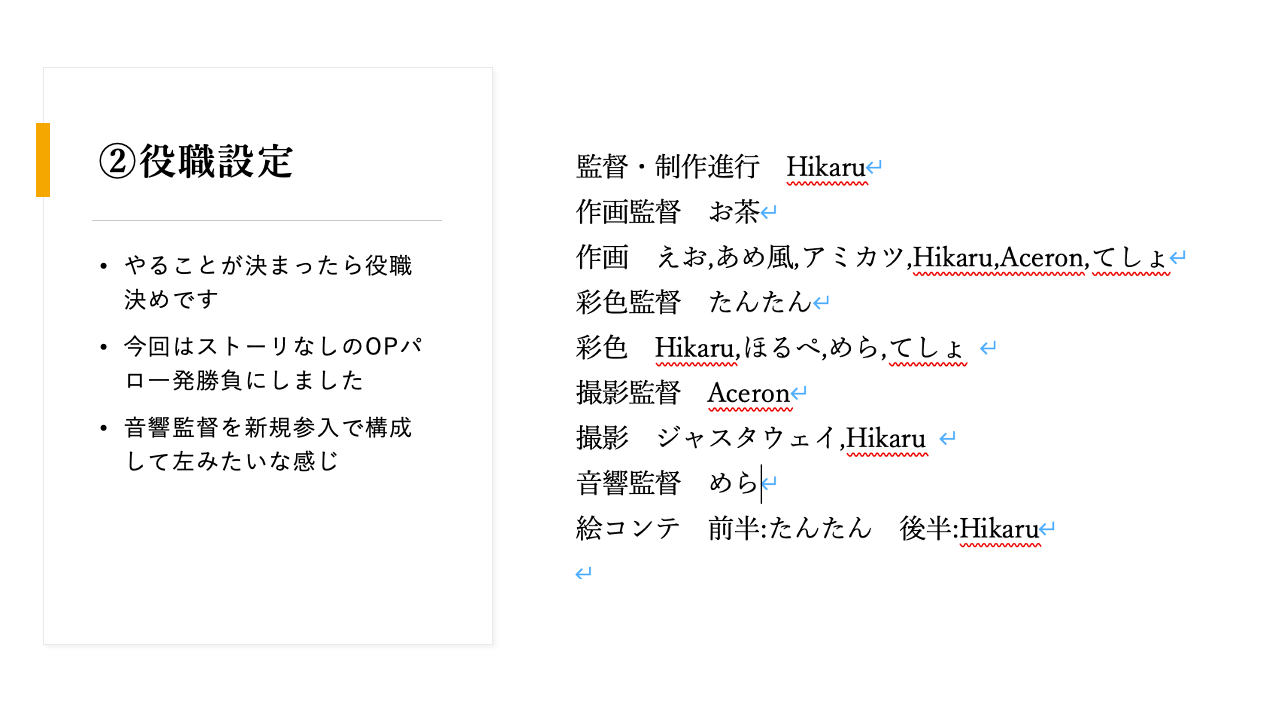 ②役職設定
• やることが決まったら役職
決めです
• 今回はストーリなしのOPパ
ロ一発勝負にしました
• 音響監督を新規参入で構成
して左みたいな感じ
監督・制作進行　Hikaru↵
作画監督　お茶↵
作画　えお,あめ風,アミカツ,Hikaru,Aceron,てしょ↵
彩色監督　たんたん↵
彩色　Hikaru,ほるぺ,めら,てしょ ↵
撮影監督　Aceron↵
撮影　ジャスタウェイ,Hikaru ↵
音響監督　めら↵
絵コンテ　前半:たんたん　後半:Hikaru↵
↵